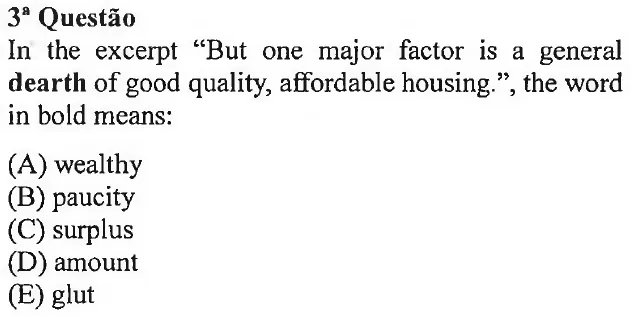 3ª Questão
In the excerpt “But one major factor is a general
dearth of good quality, affordable housing.”, the word
in bold means:
(A) wealthy
(B) paucity
(C) surplus
(D) amount
(E) glut